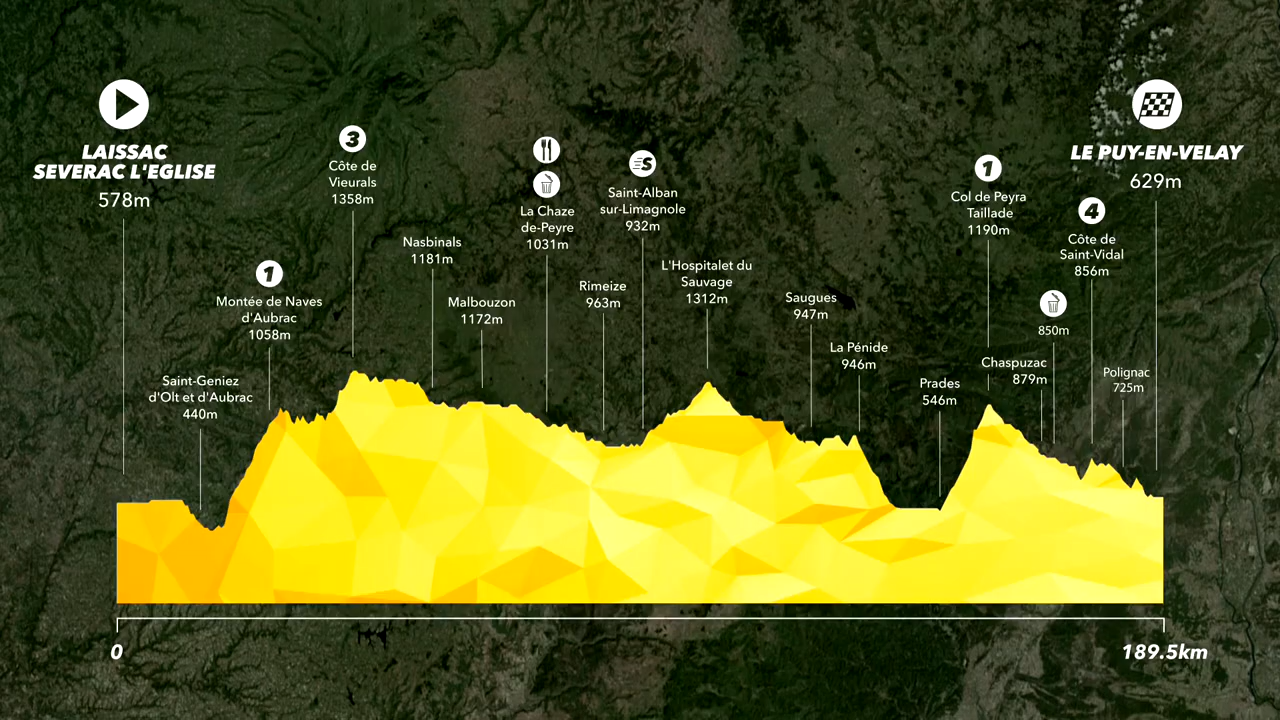 LAISSAC
SEVERAC L'EGLISE
578m
Saint-Geniez
d'Olt et d'Aubrac
440m
1
Montée de Naves
d'Aubrac
1058m
3
Côte de
Vieurals
1358m
Nasbinals
1181m
Malbouzon
1172m
La Chaze
de-Peyre
1031m
Rimeize
963m
S
Saint-Alban
sur-Limagnole
932m
L'Hospitalet du
Sauvage
1312m
Saugues
947m
La Pénide
946m
Prades
546m
1
Col de Peyra
Taillade
1190m
Chaspuzac
879m
850m
4
Côte de
Saint-Vidal
856m
Polignac
725m
LE PUY-EN-VELAY
629m
0
189.5km